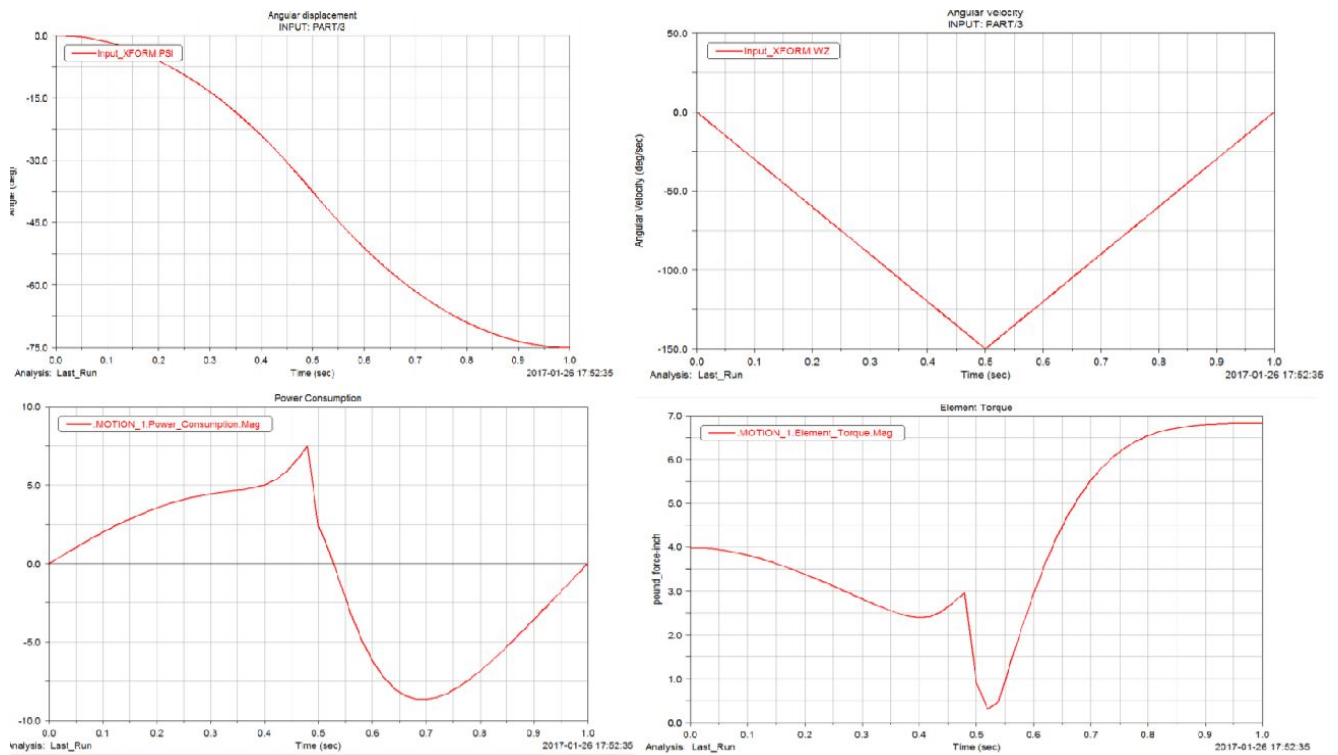 Angular displacement
INPUT: PART/3
Input_XFORM.PSI
0.0
-15.0
-30.0
-45.0
-60.0
-75.0
Angle (deg)
0.0 0.1 0.2 0.3 0.4 0.5 0.6 0.7 0.8 0.9 1.0
Analysis: Last_Run Time (sec) 2017-01-26 17:52:35
Angular Velocity
INPUT: PART/3
Input_XFORM.WZ
50.0
0.0
-50.0
-100.0
-150.0
Angular Velocity (deg/sec)
0.0 0.1 0.2 0.3 0.4 0.5 0.6 0.7 0.8 0.9 1.0
Analysis: Last_Run Time (sec) 2017-01-26 17:52:35
Power Consumption
.MOTION_1.Power_Consumption.Mag
10.0
5.0
0.0
-5.0
-10.0
0.0 0.1 0.2 0.3 0.4 0.5 0.6 0.7 0.8 0.9 1.0
Analysis: Last_Run Time (sec) 2017-01-26 17:52:35
Element Torque
.MOTION_1.Element_Torque.Mag
7.0
6.0
5.0
4.0
3.0
2.0
1.0
0.0
pound_force-inch
0.0 0.1 0.2 0.3 0.4 0.5 0.6 0.7 0.8 0.9 1.0
Analysis: Last_Run Time (sec) 2017-01-26 17:52:35